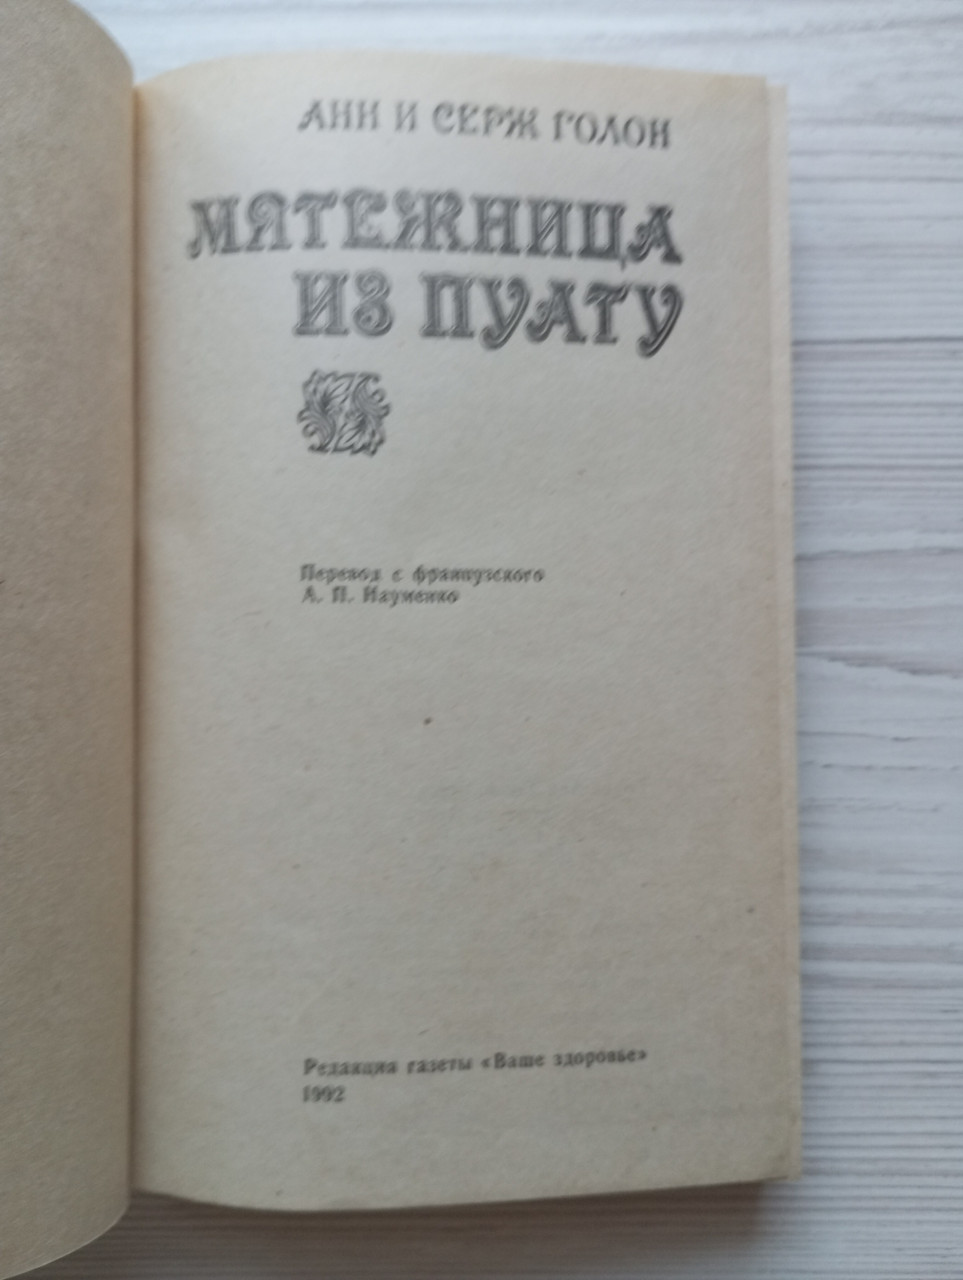 АНН И СЕРЖ ГОЛОН
МЯТЕЖНИЦА
ИЗ ПУАТУ
Перевод с французского
А. П. Науменко
Редакция газеты «Ваше здоровье»
1992